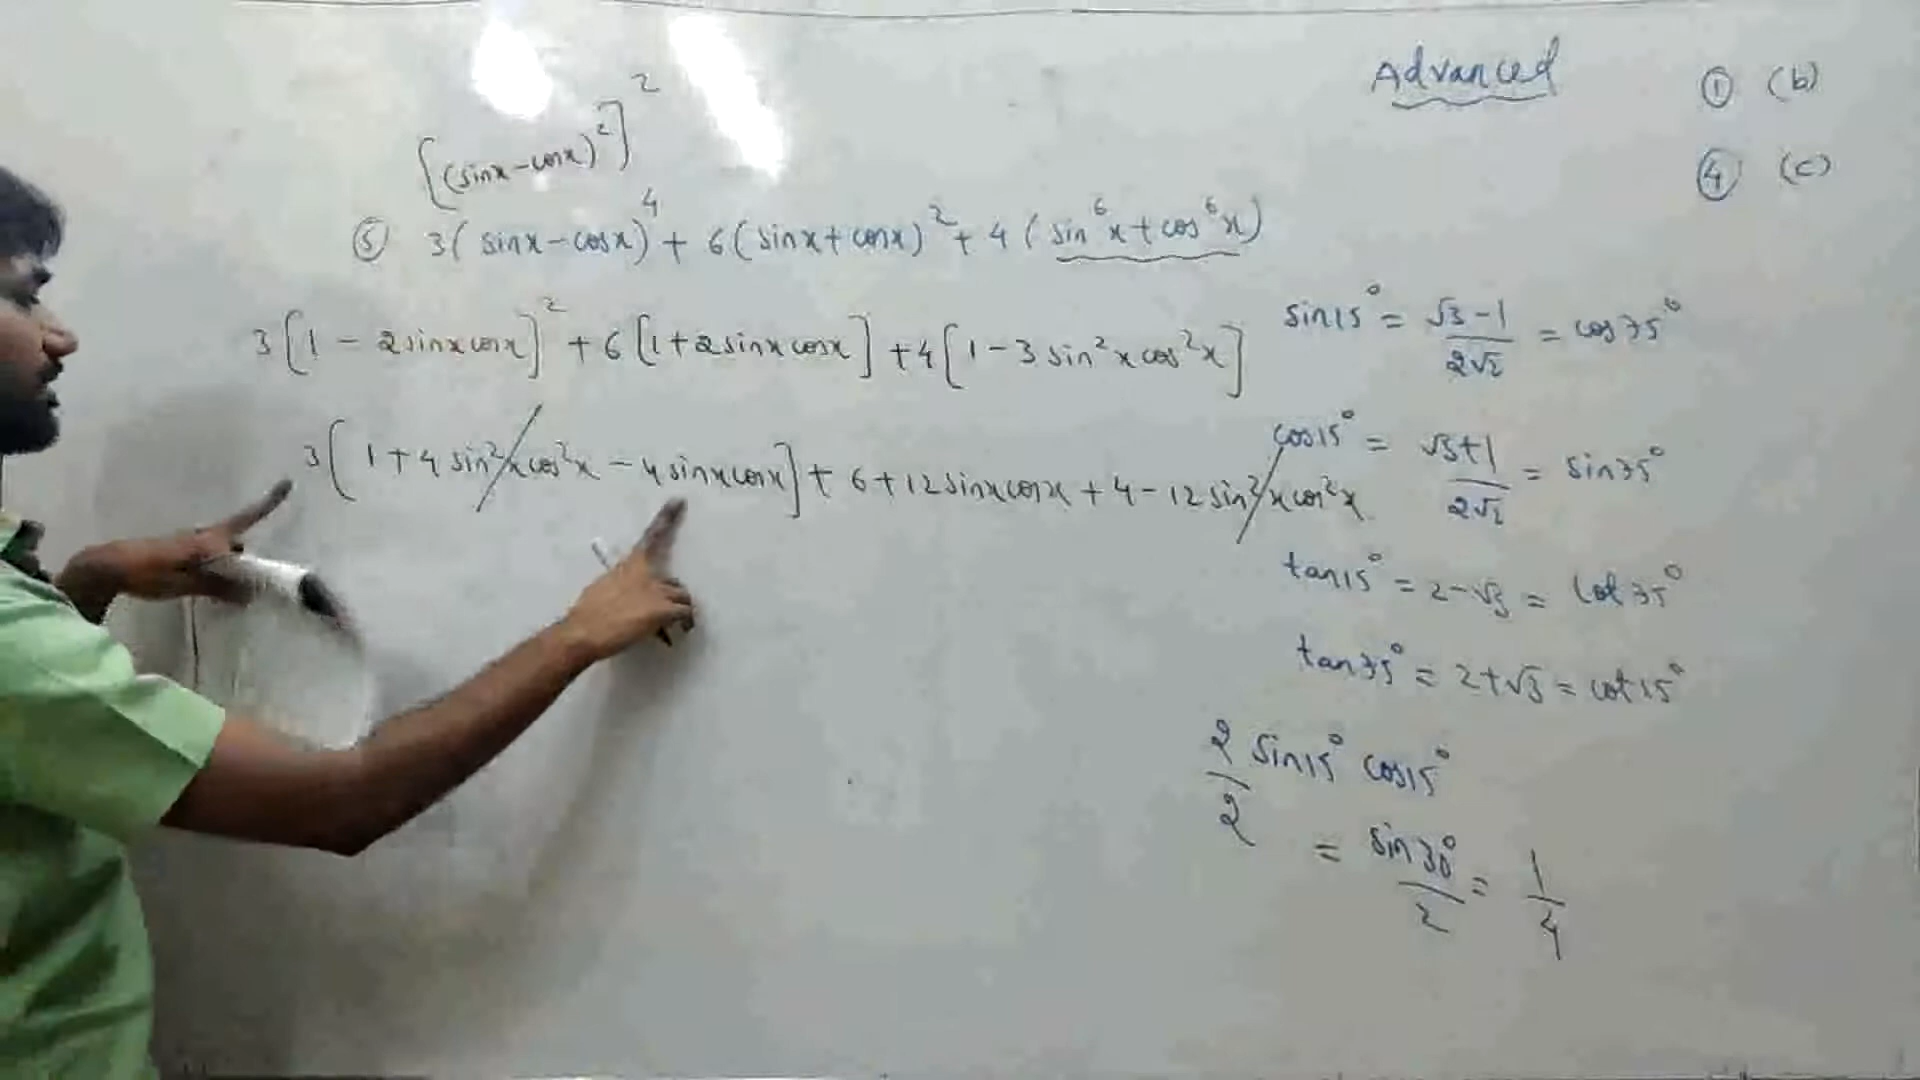 Advanced
① (b)
④ (c)
[(sinx-cosx)²]²
⑤ 3(sinx-cosx)⁴ + 6(sinx+cosx)² + 4(sin⁶x+cos⁶x)
3[1 - 2sinxcosx]² + 6[1+2sinxcosx] + 4[1-3sin²xcos²x]
3[1+4sin²xcos²x - 4sinxcosx] + 6+12sinxcosx + 4-12sin²xcos²x
sin15° = √3-1/2√2 = cos75°
cos15° = √3+1/2√2 = sin75°
tan15° = 2-√3 = cot75°
tan75° = 2+√3 = cot15°
2/2 sin15° cos15°
= sin30°/2 = 1/4